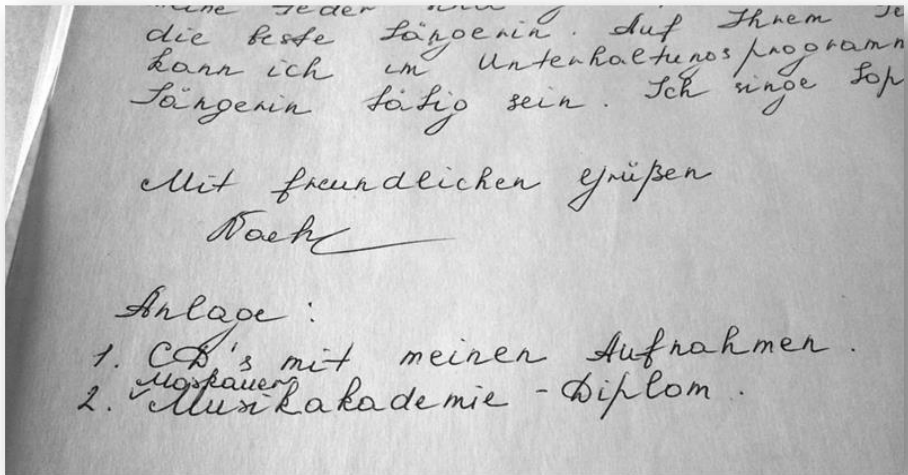 die beste Sängerin. Auf Ihrem
kann ich im Unterhaltungsprogramm
Sängerin tätig sein. Ich singe Sop
Mit freundlichen Grüßen
Anlage:
1. CD's mit meinen Aufnahmen.
Moskauer
2. Musikakademie - Diplom.